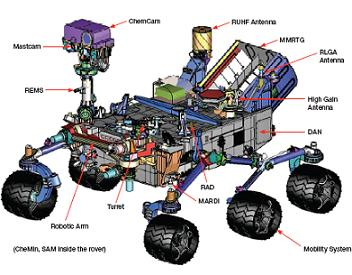 ChemCam
RUHF Antenna
Mastcam
MMRTG
RLGA
Antenna
REMS
High Gain
Antenna
DAN
RAD
MARDI
Turret
Robotic Arm
(CheMin, SAM inside the rover)
Mobility System